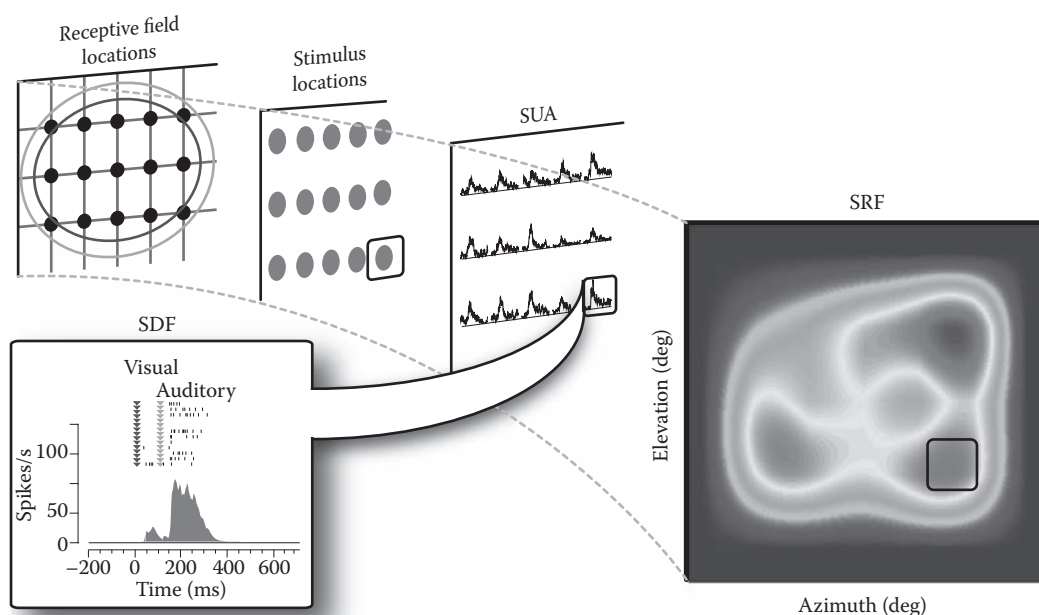 Receptive field
locations
Stimulus
locations
SUA
SRF
SDF
Visual
Auditory
Spikes/s
100
50
0
−200 0 200 400 600
Time (ms)
Elevation (deg)
Azimuth (deg)